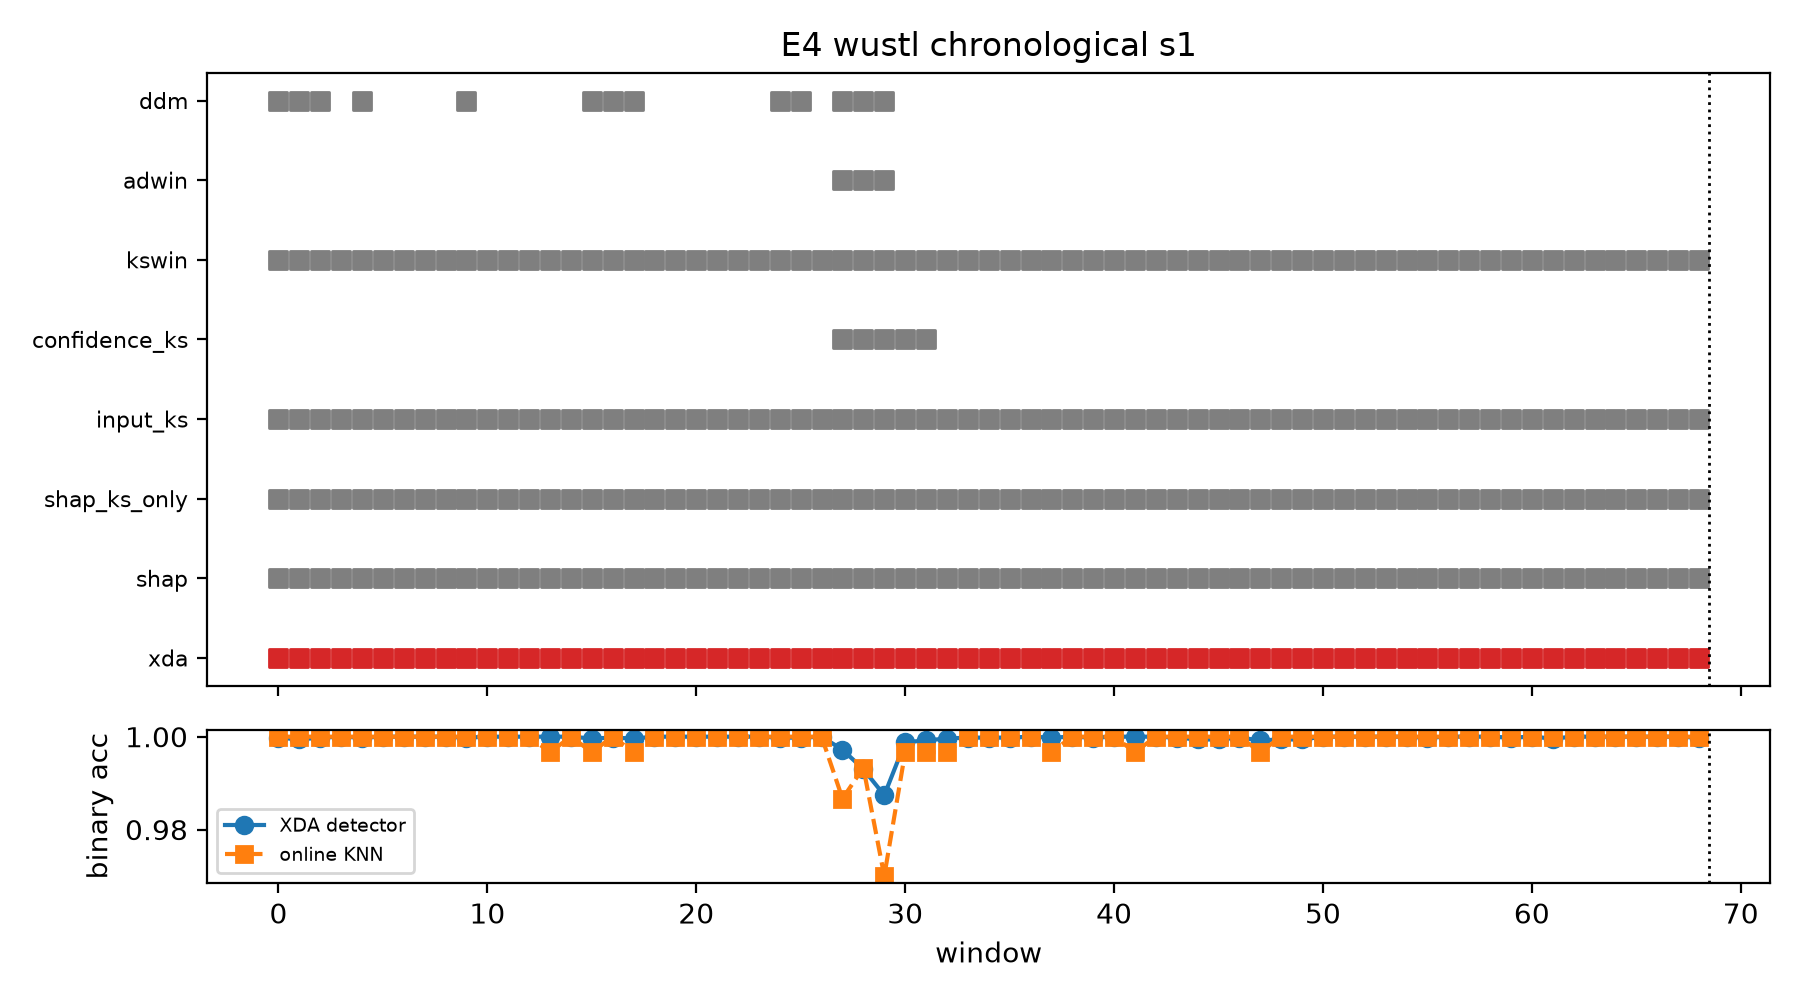 E4 wustl chronological s1
ddm
adwin
kswin
confidence_ks
input_ks
shap_ks_only
shap
xda
binary acc
1.00
0.98
XDA detector
online KNN
0 10 20 30 40 50 60 70
window